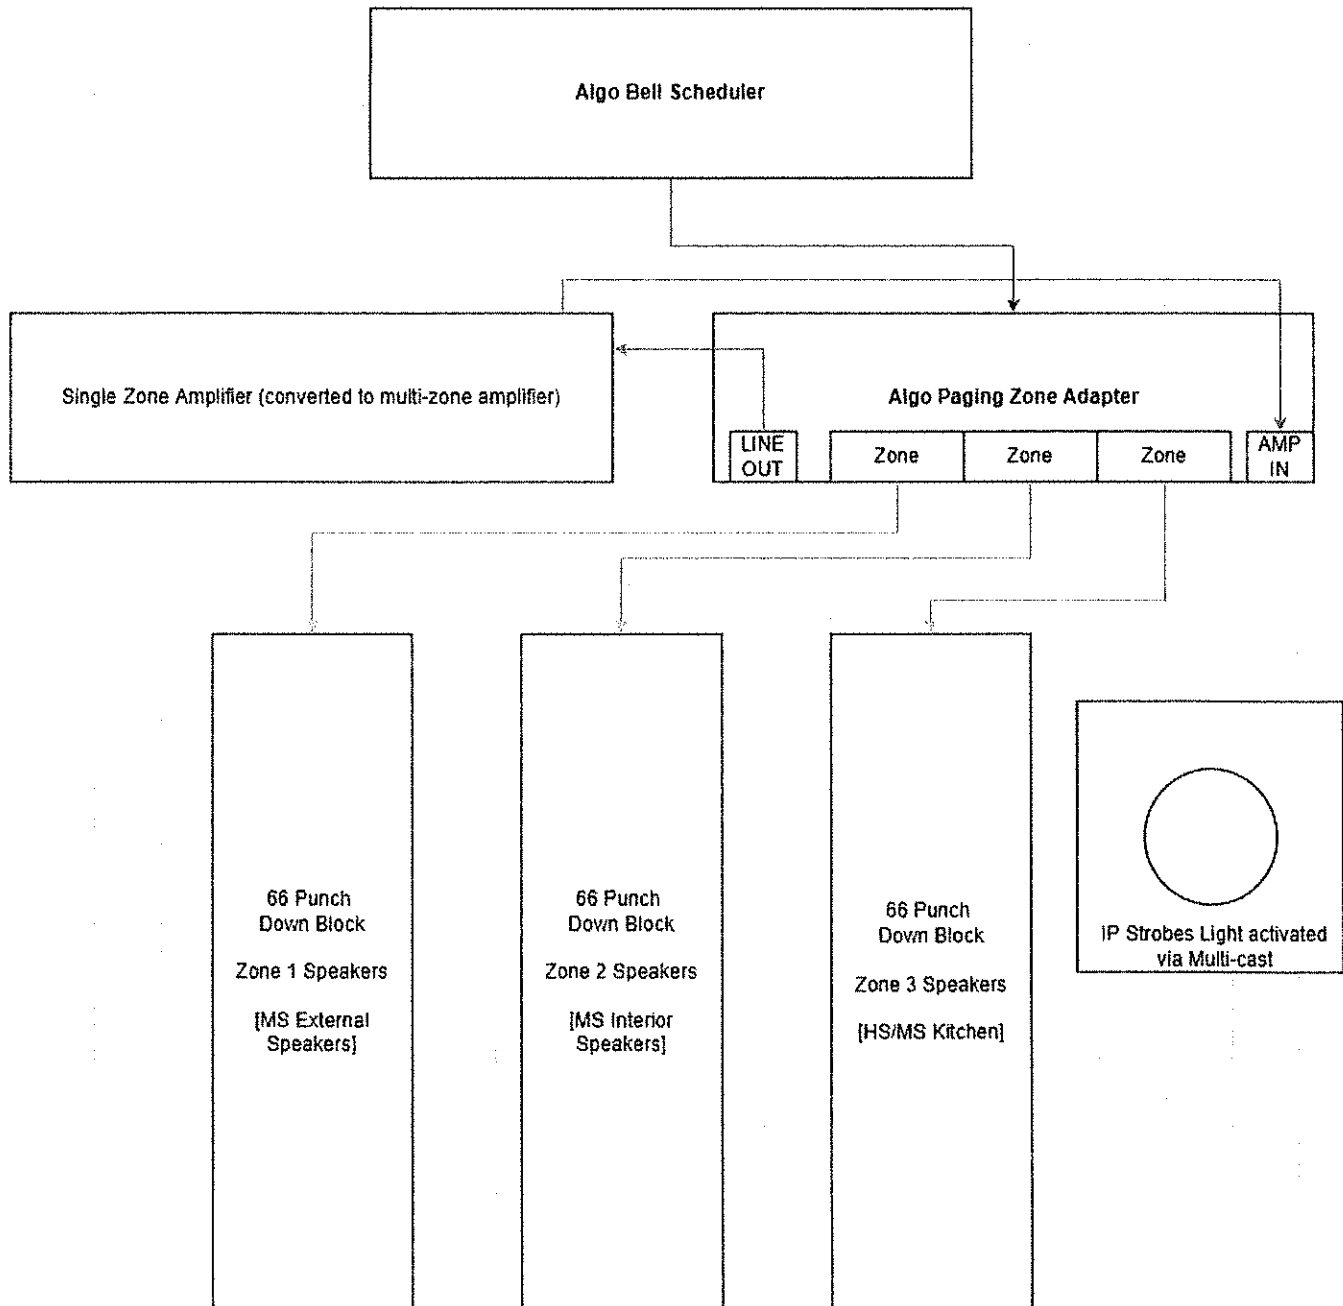 Algo Bell Scheduler
Single Zone Amplifier (converted to multi-zone amplifier)
Algo Paging Zone Adapter
LINE
OUT
Zone
Zone
Zone
AMP
IN
66 Punch
Down Block
Zone 1 Speakers
[MS External
Speakers]
66 Punch
Down Block
Zone 2 Speakers
[MS Interior
Speakers]
66 Punch
Down Block
Zone 3 Speakers
[HS/MS Kitchen]
IP Strobes Light activated
via Multi-cast